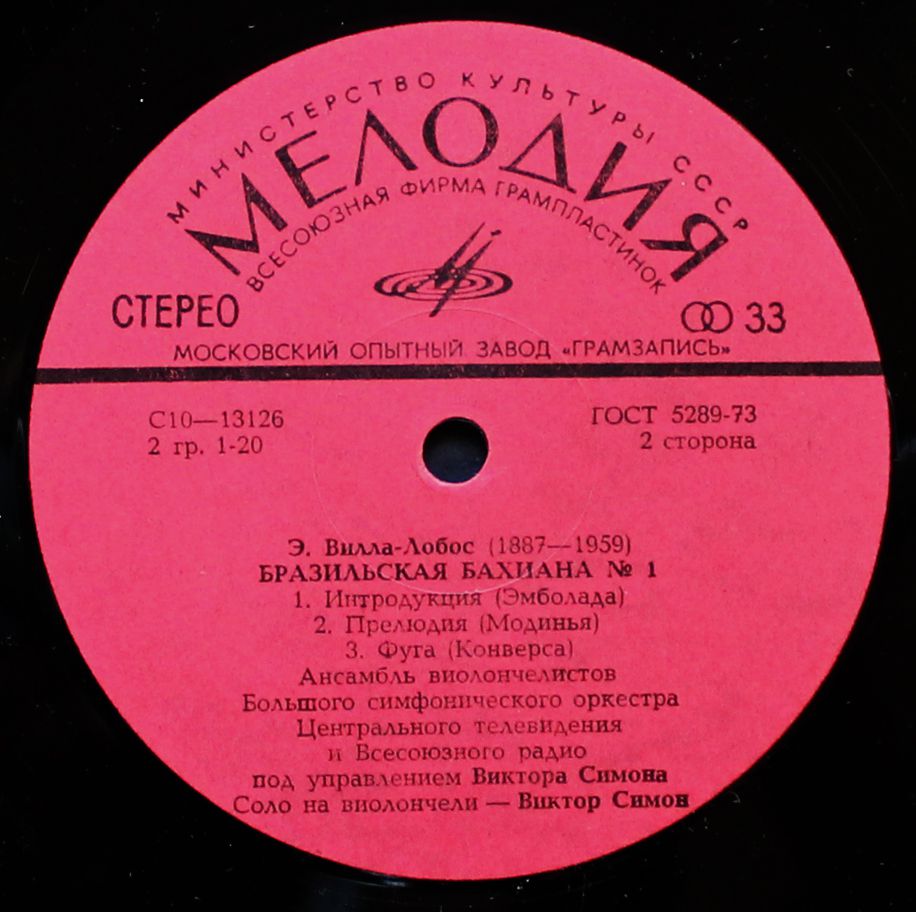 МИНИСТЕРСТВО КУЛЬТУРЫ СССР
МЕЛОДИЯ
ВСЕСОЮЗНАЯ ФИРМА ГРАМПЛАСТИНОК
СТЕРЕО
33
МОСКОВСКИЙ ОПЫТНЫЙ ЗАВОД «ГРАМЗАПИСЬ»
С10—13126
ГОСТ 5289-73
2 гр. 1-20
2 сторона
Э. Вилла-Лобос (1887—1959)
БРАЗИЛЬСКАЯ БАХИАНА № 1
1. Интродукция (Эмболада)
2. Прелюдия (Модинья)
3. Фуга (Конверса)
Ансамбль виолончелистов
Большого симфонического оркестра
Центрального телевидения
и Всесоюзного радио
под управлением Виктора Симона
Соло на виолончели — Виктор Симон